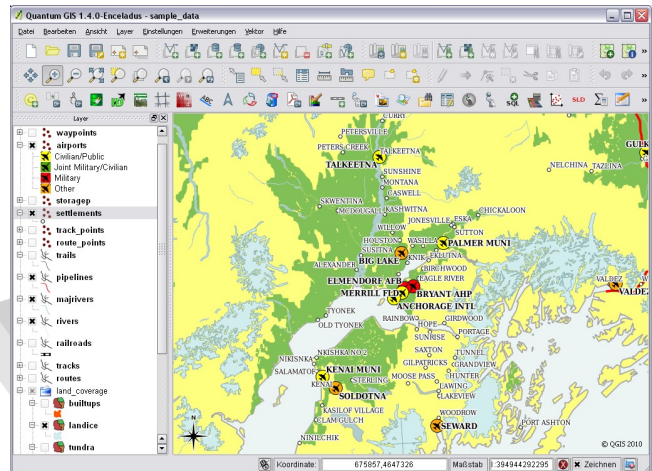 Quantum GIS 1.4.0-Enceladus - sample_data
Datei Bearbeiten Ansicht Layer Einstellungen Erweiterungen Vektor Hilfe
SQL
SLD
Layer
waypoints
airports
Civilian/Public
Joint Military/Civilian
Military
Other
storagep
settlements
track_points
route_points
trails
pipelines
majrivers
rivers
railroads
tracks
routes
land_coverage
builtups
landice
tundra
CURRY
PETERSVILLE
PETERS CREEK
TALKEETNA
TALKEETNA
SUNSHINE
MONTANA
CASWELL
SKWENTNA
MCDOUGALL
KASHWITNA
WILLOW
JONESVILLE
ESKA
SUTTON
CHICKALOON
NELCHINA
TAZLINA
GULK
HOUSTON
WASILLA
PALMER MUNI
SUSITNA
BIG LAKE
KNIK
EKLUTNA
ALEXANDER
BIRCHWOOD
EAGLE RIVER
ELMENDORF AFB
MERRILL FLD
BRYANT AHP
ANCHORAGE INTL
VALDEZ
VALDE
TYONEK
OLD TYONEK
RAINBOW
GIRDWOOD
HOPE
PORTAGE
SUNRISE
NIKISHKA NO 2
NIKISNKA
SALAMATOF
SAXTON
TUNNEL
GILPATRICKS
GRANDVIEW
KENAI MUNI
KENAI
STERLING
MOOSE PASS
HUNTER
LAWING
LAKEVIEW
SOLDOTNA
KASILOF VILLAGE
CLAM GULCH
WOODROW
SEWARD
PORT ASHTON
NINILCHIK
N
© QGIS 2010
Koordinate: 675857,4647326 Maßstab :394944292295 Zeichnen